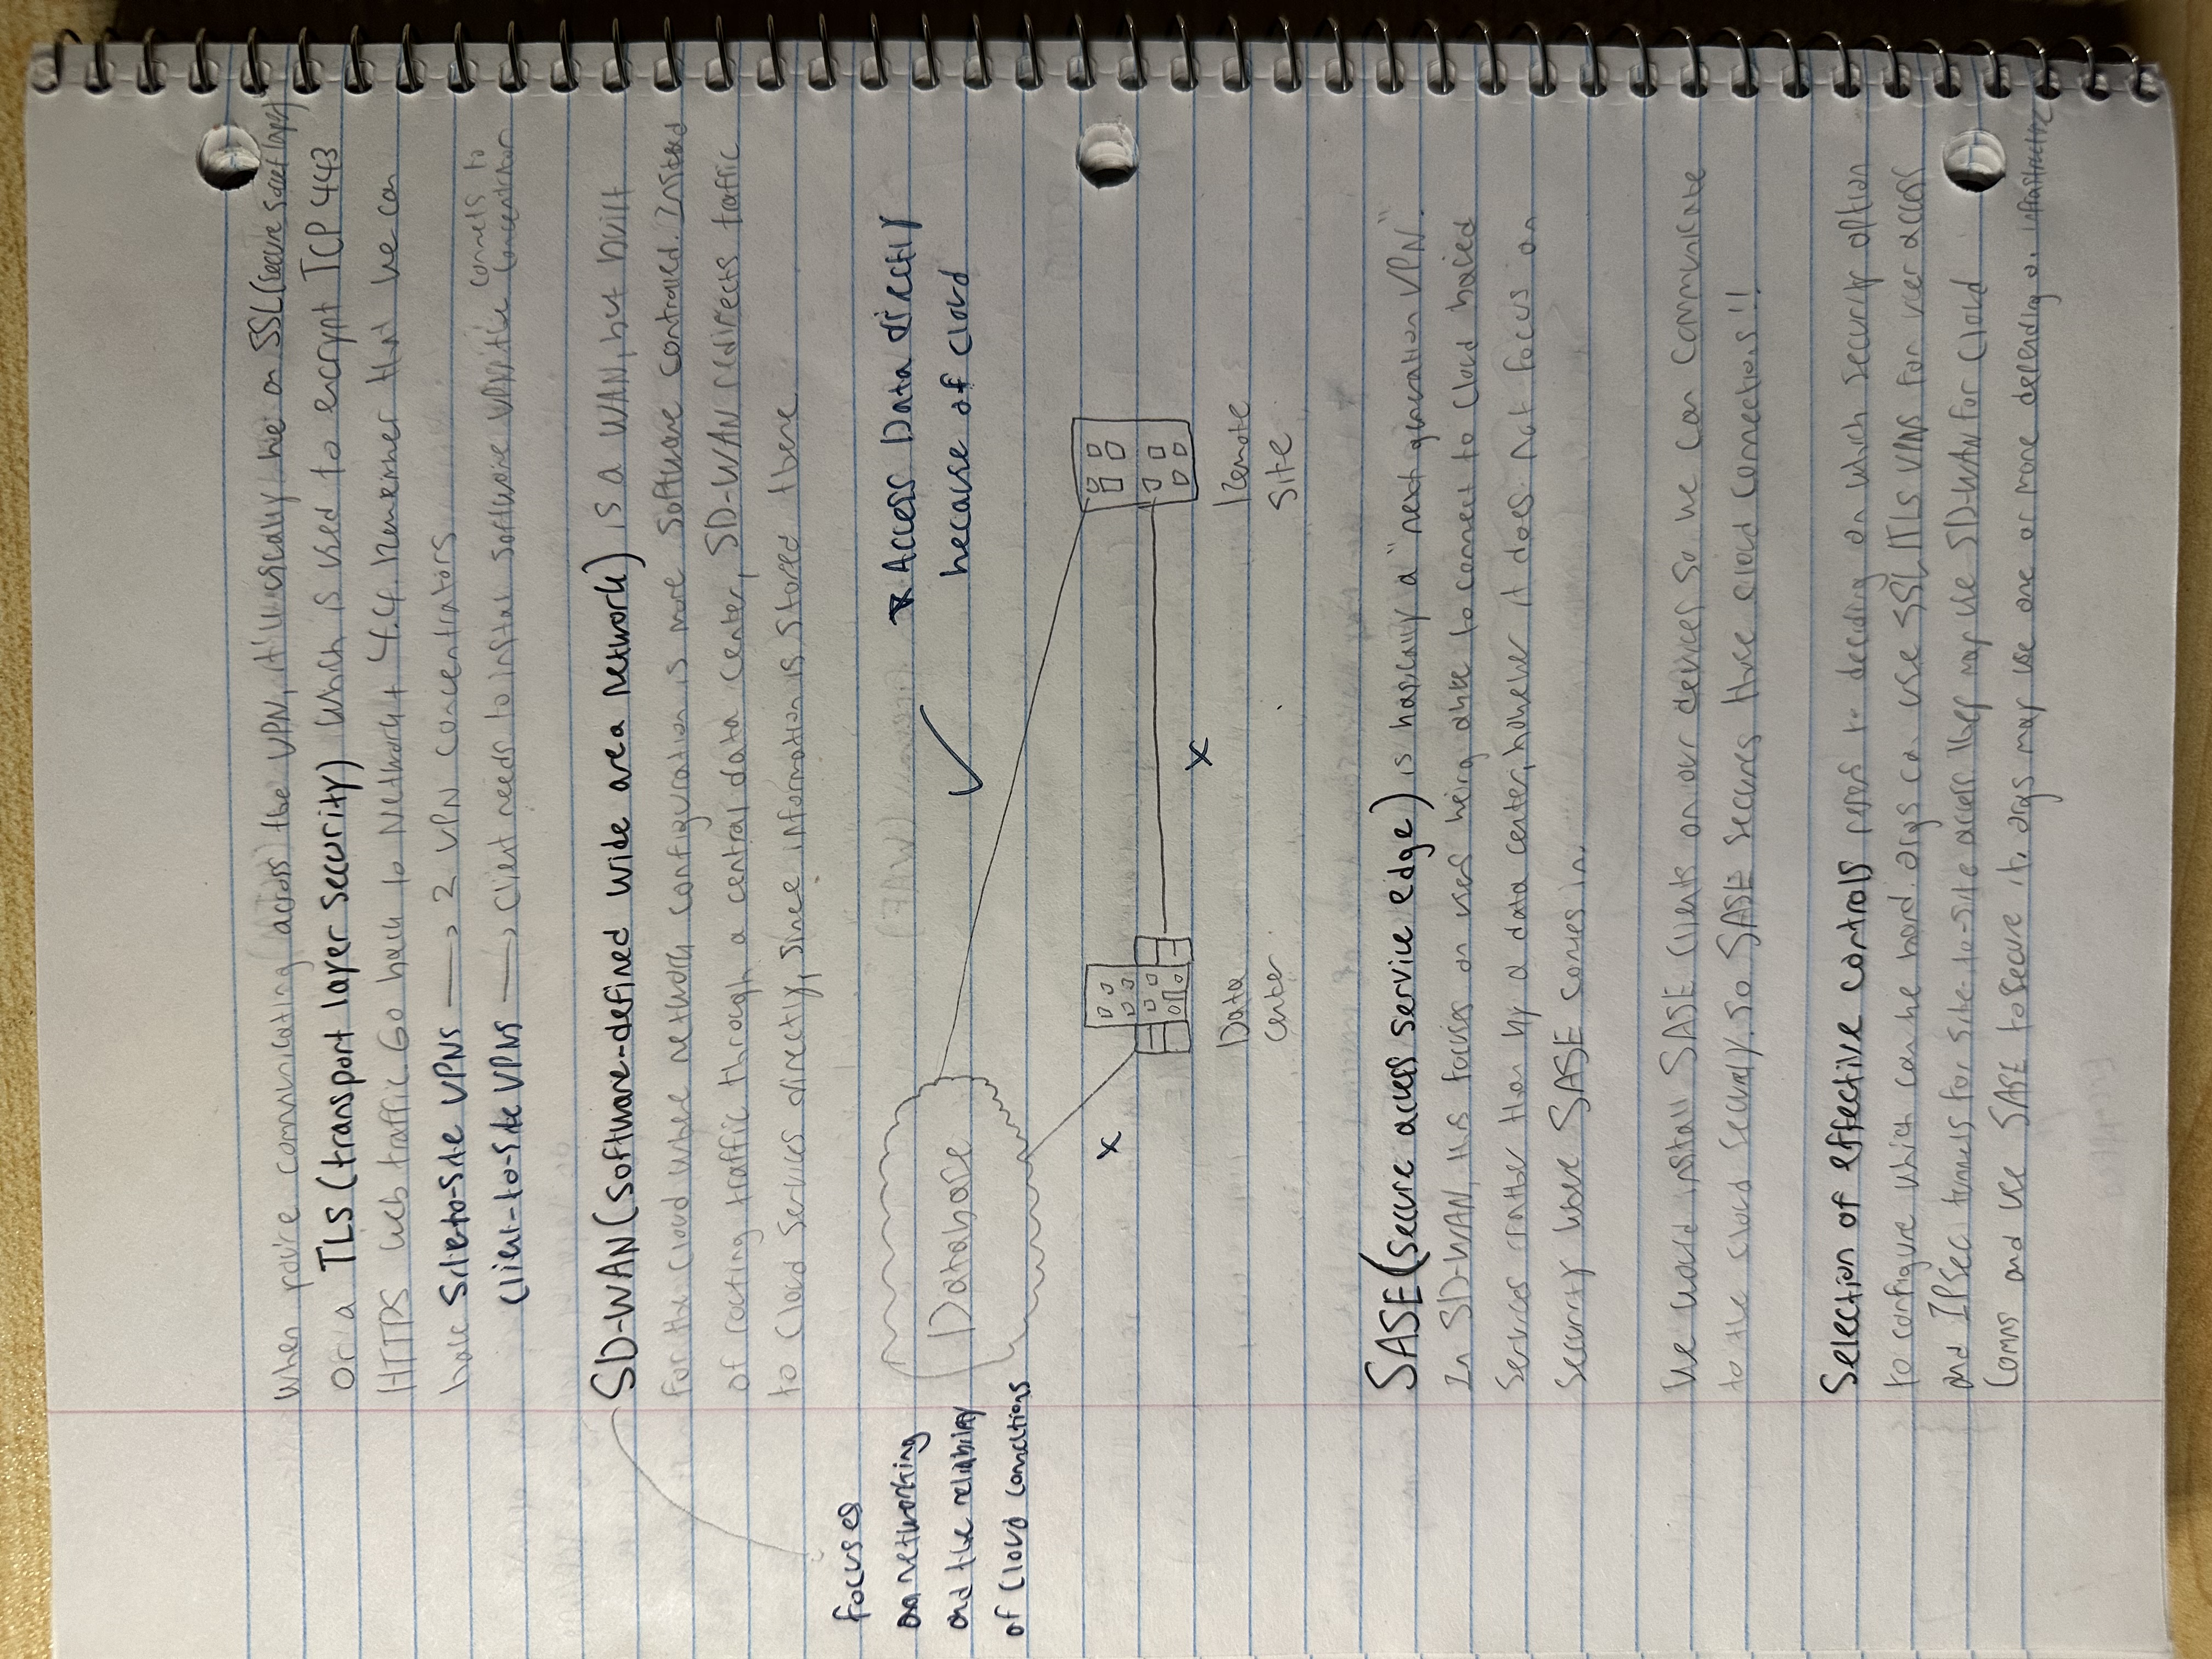 When you're communicating across the VPN, it'll usually be on SSL (secure socket layer)
or a TLS (transport layer security) which is used to encrypt TCP 443
HTTPS web traffic. Go back to Network+ 4.4. Remember that we can
have Site-to-Site VPNs → 2 VPN concentrators
Client-to-Site VPNs → Client needs to install software VPN, the connects to concentrator
SD-WAN (software-defined wide area network) is a WAN, but built
for the cloud where network configuration is more software controlled. Instead
of routing traffic through a central data center, SD-WAN redirects traffic
to cloud services directly, since information is stored there
focuses
on networking
and the reliability
of cloud connections
Database
✓
* Access Data directly
because of cloud
x
x
Data
center
Remote
Site
SASE (secure access service edge) is basically a "next generation VPN".
In SD-WAN, this focuses on users being able to connect to cloud based
services rather than by a data center, however it does not focus on
security where SASE comes in.
We would install SASE clients on our devices so we can communicate
to the cloud securely. So SASE secures those cloud connections!!
Selection of effective controls refers to deciding on which security option
to configure which can be hard. orgs can use SSL/TLS VPNs for user access
and IPSec tunnels for site-to-site access. They may use SD-WAN for cloud
comms and use SASE to secure it. orgs may use one or more depending on infrastructure